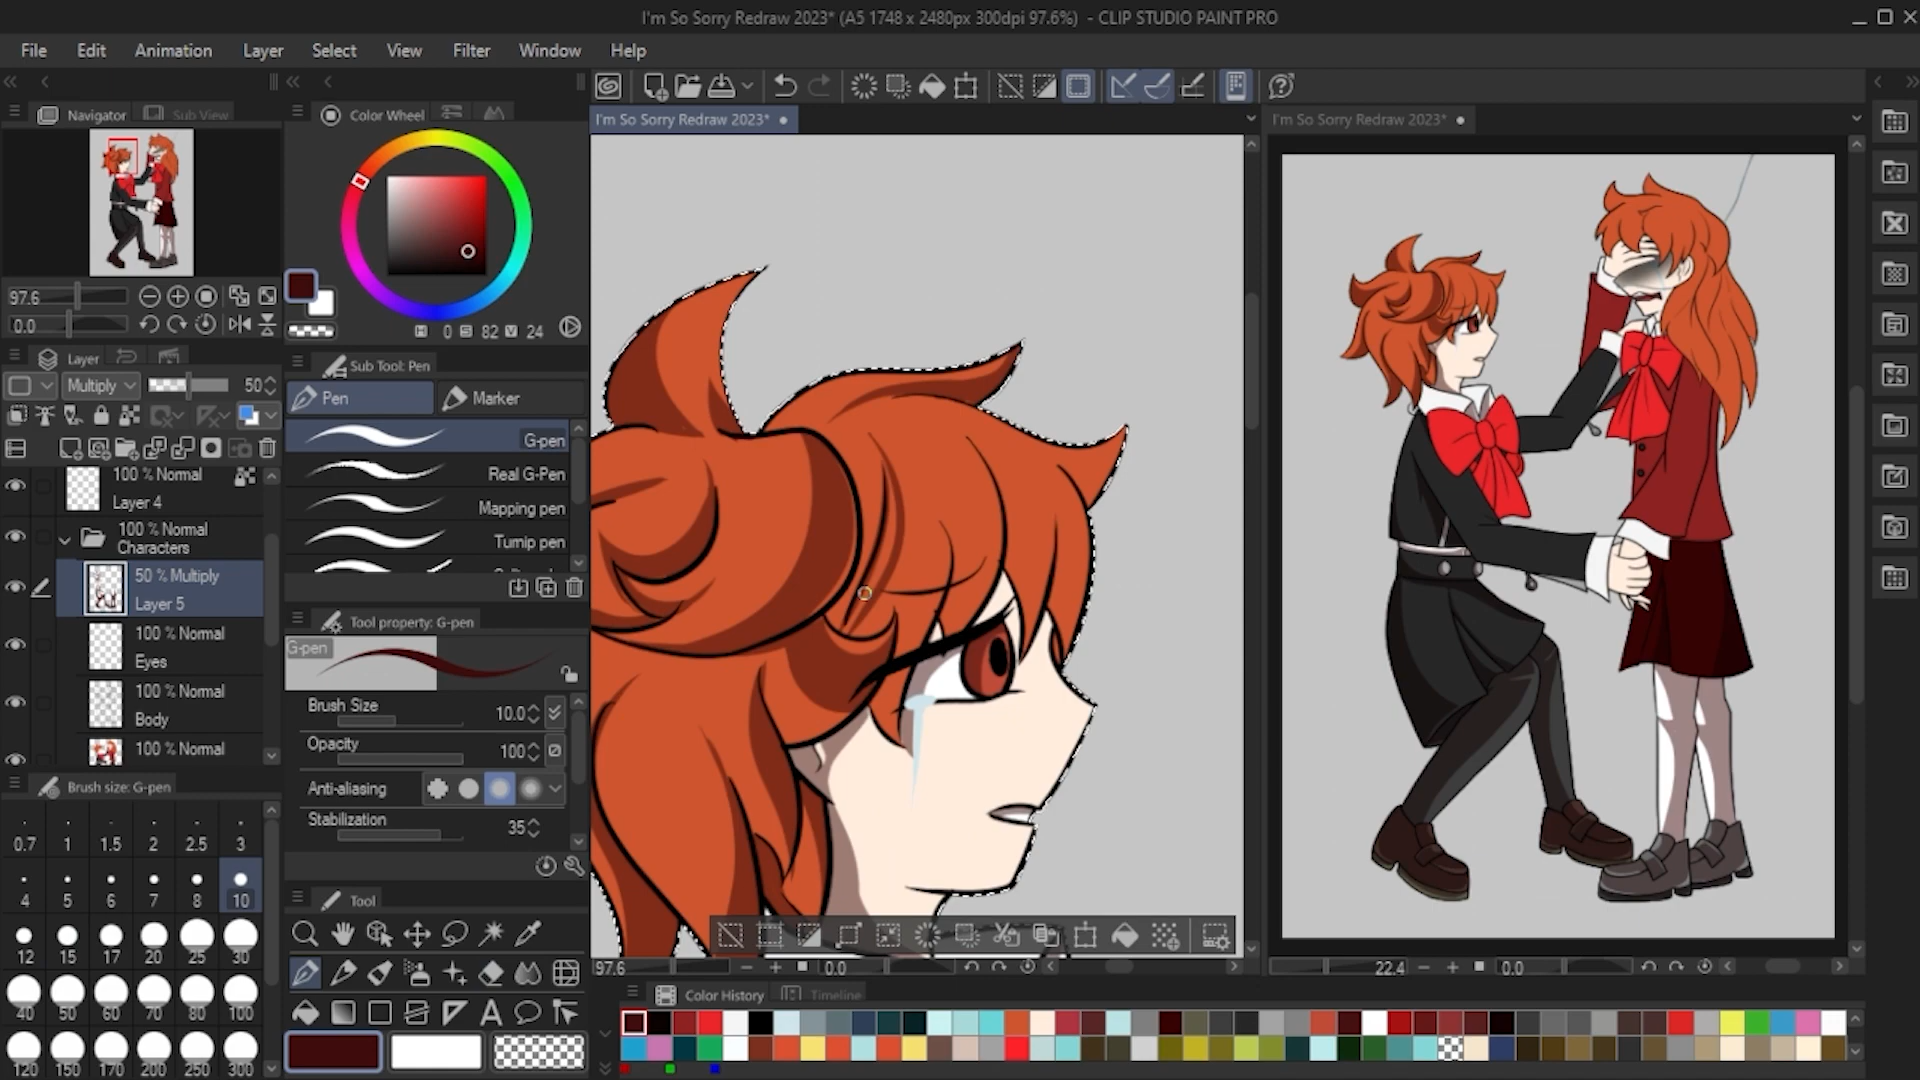 I'm So Sorry Redraw 2023* (A5 1748 x 2480px 300dpi 97.6%) - CLIP STUDIO PAINT PRO
File Edit Animation Layer Select View Filter Window Help
Navigator Sub View
Color Wheel
I'm So Sorry Redraw 2023*
I'm So Sorry Redraw 2023*
97.6
0.0
H 0 S 82 V 24
Layer
Multiply 50
100 % Normal
Layer 4
100 % Normal
Characters
50 % Multiply
Layer 5
100 % Normal
Eyes
100 % Normal
Body
100 % Normal
Sub Tool: Pen
Pen Marker
G-pen
Real G-Pen
Mapping pen
Turnip pen
Tool property: G-pen
G-pen
Brush Size 10.0
Opacity 100
Anti-aliasing
Stabilization 35
Brush size: G-pen
0.7 1 1.5 2 2.5 3
4 5 6 7 8 10
12 15 17 20 25 30
40 50 60 70 80 100
120 150 170 200 250 300
Tool
97.6 0.0
22.4 0.0
Color History Timeline